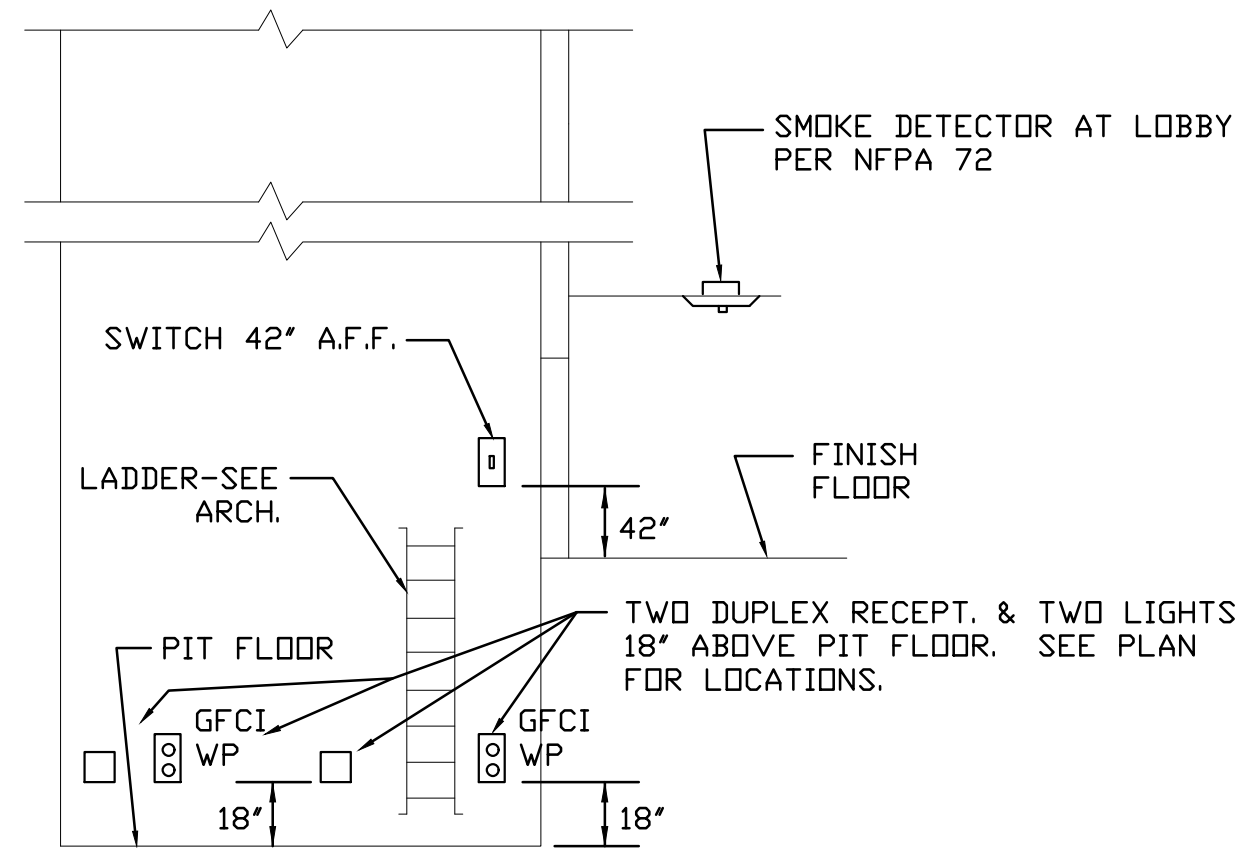 SMOKE DETECTOR AT LOBBY
PER NFPA 72
SWITCH 42" A.F.F.
LADDER-SEE
ARCH.
FINISH
FLOOR
42"
TWO DUPLEX RECEPT. & TWO LIGHTS
18" ABOVE PIT FLOOR. SEE PLAN
FOR LOCATIONS.
PIT FLOOR
GFCI
WP
GFCI
WP
18"
18"